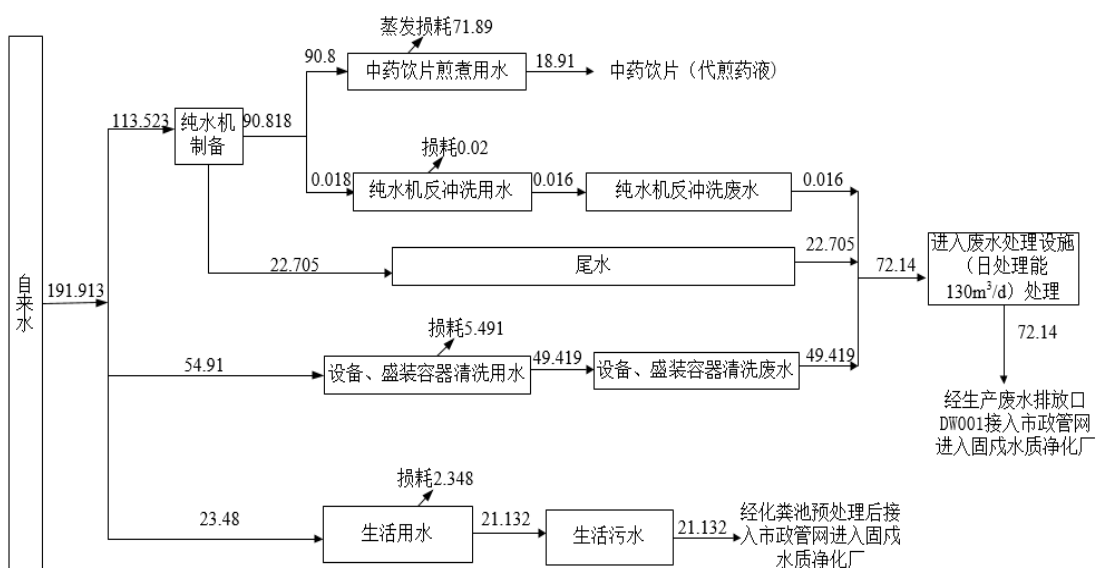 蒸发损耗71.89
90.8
中药饮片煎煮用水
18.91
中药饮片（代煎药液）
113.523
纯水机
制备
90.818
损耗0.02
0.018
纯水机反冲洗用水
0.016
纯水机反冲洗废水
0.016
22.705
尾水
22.705
72.14
进入废水处理设施
（日处理能
130m³/d）处理
自来水
191.913
72.14
损耗5.491
54.91
设备、盛装容器清洗用水
49.419
设备、盛装容器清洗废水
49.419
经生产废水排放口
DW001接入市政管网
进入固戍水质净化厂
损耗2.348
23.48
生活用水
21.132
生活污水
21.132
经化粪池预处理后接
入市政管网进入固戍
水质净化厂